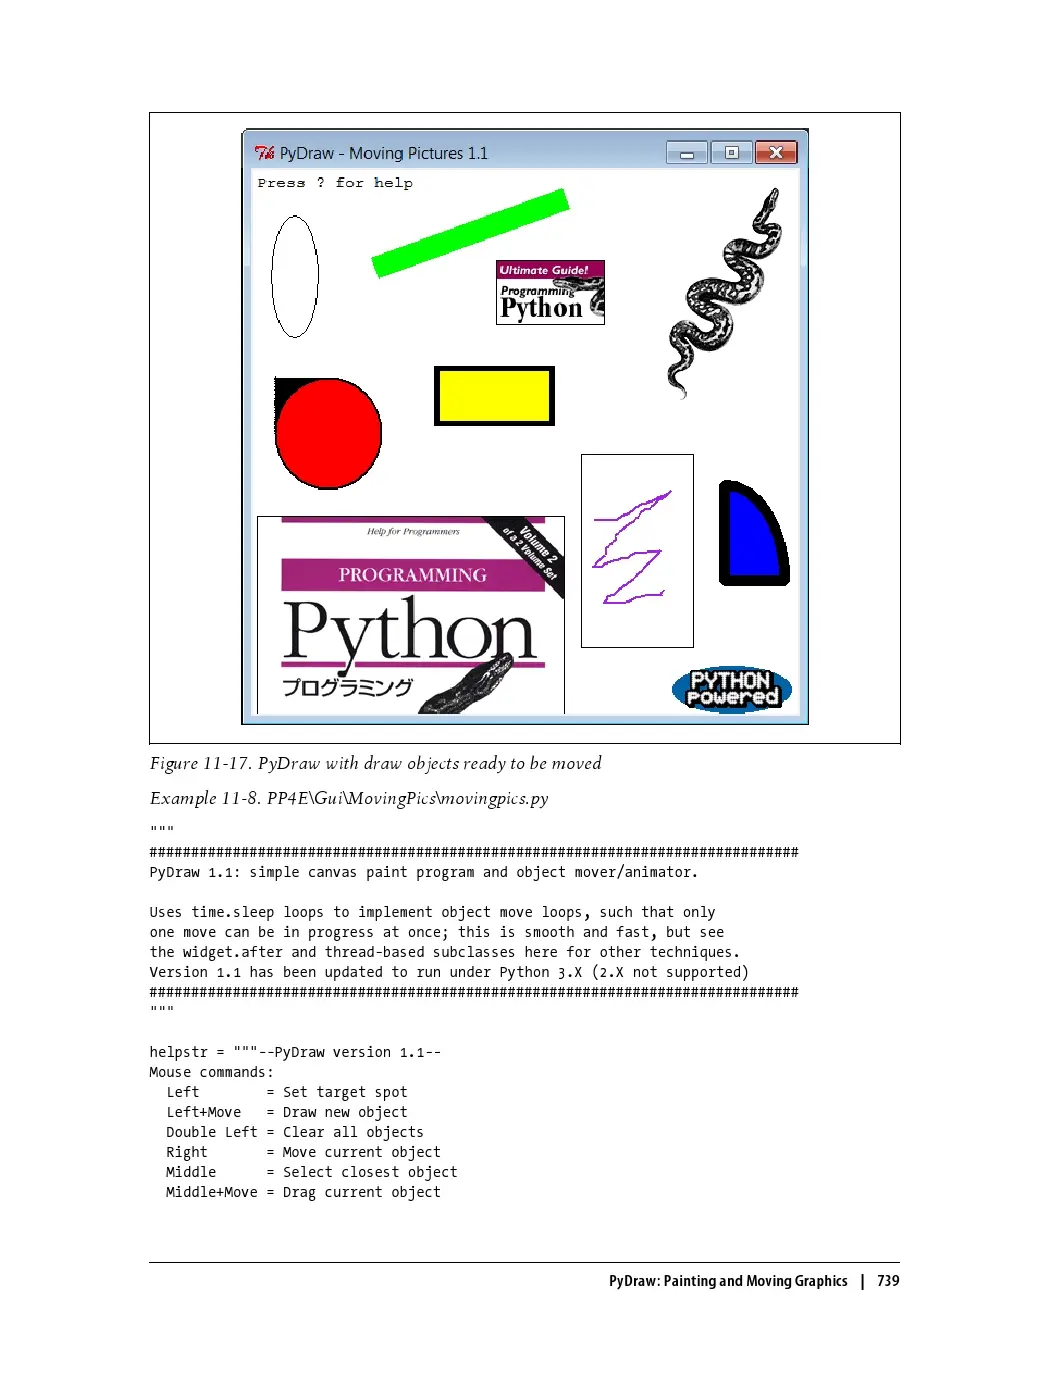 PyDraw - Moving Pictures 1.1
Press ? for help
Ultimate Guide!
Programming
Python
Help for Programmers
Volume 2
of a 2 Volume Set
PROGRAMMING
Python
プログラミング
PYTHON
Powered
Figure 11-17. PyDraw with draw objects ready to be moved
Example 11-8. PP4E\Gui\MovingPics\movingpics.py
"""
##############################################################################
PyDraw 1.1: simple canvas paint program and object mover/animator.
Uses time.sleep loops to implement object move loops, such that only
one move can be in progress at once; this is smooth and fast, but see
the widget.after and thread-based subclasses here for other techniques.
Version 1.1 has been updated to run under Python 3.X (2.X not supported)
##############################################################################
"""
helpstr = """--PyDraw version 1.1--
Mouse commands:
  Left        = Set target spot
  Left+Move   = Draw new object
  Double Left = Clear all objects
  Right       = Move current object
  Middle      = Select closest object
  Middle+Move = Drag current object
PyDraw: Painting and Moving Graphics | 739